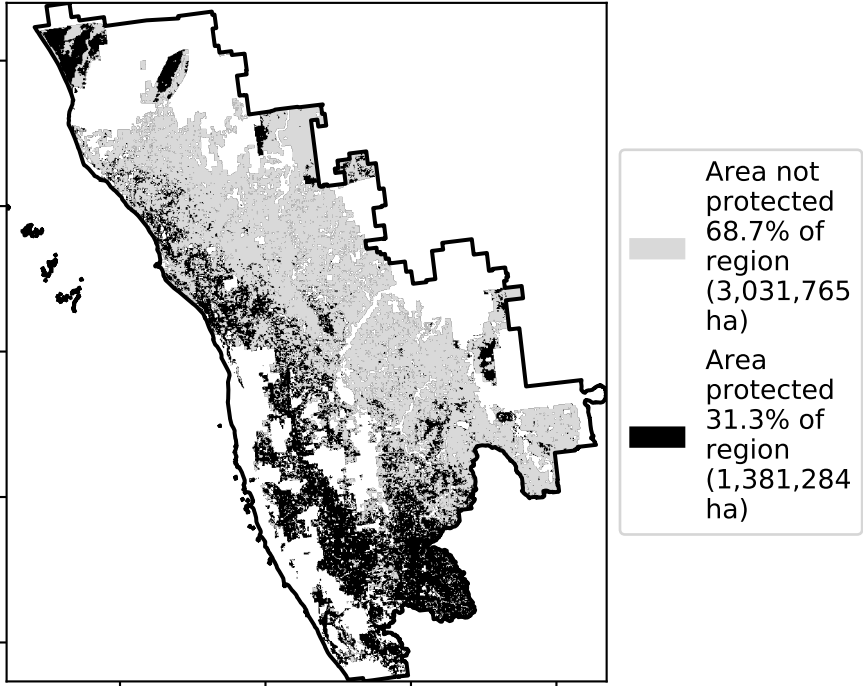 Area not
protected
68.7% of
region
(3,031,765
ha)
Area
protected
31.3% of
region
(1,381,284
ha)